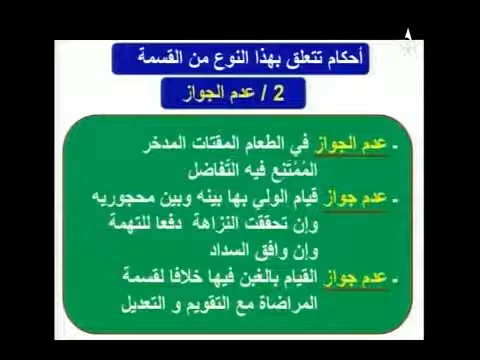 أحكام تتعلق بهذا النوع من القسمة
2 / عدم الجواز
- عدم الجواز في الطعام المقتات المدخر
المُمْتَنِع فيه التّفاضل
- عدم جواز قيام الولي بها بينه وبين محجوريه
وإن تحققت النزاهة دفعا للتهمة
وإن وافق السداد
- عدم جواز القيام بالغبن فيها خلافا لقسمة
المراضاة مع التقويم و التعديل